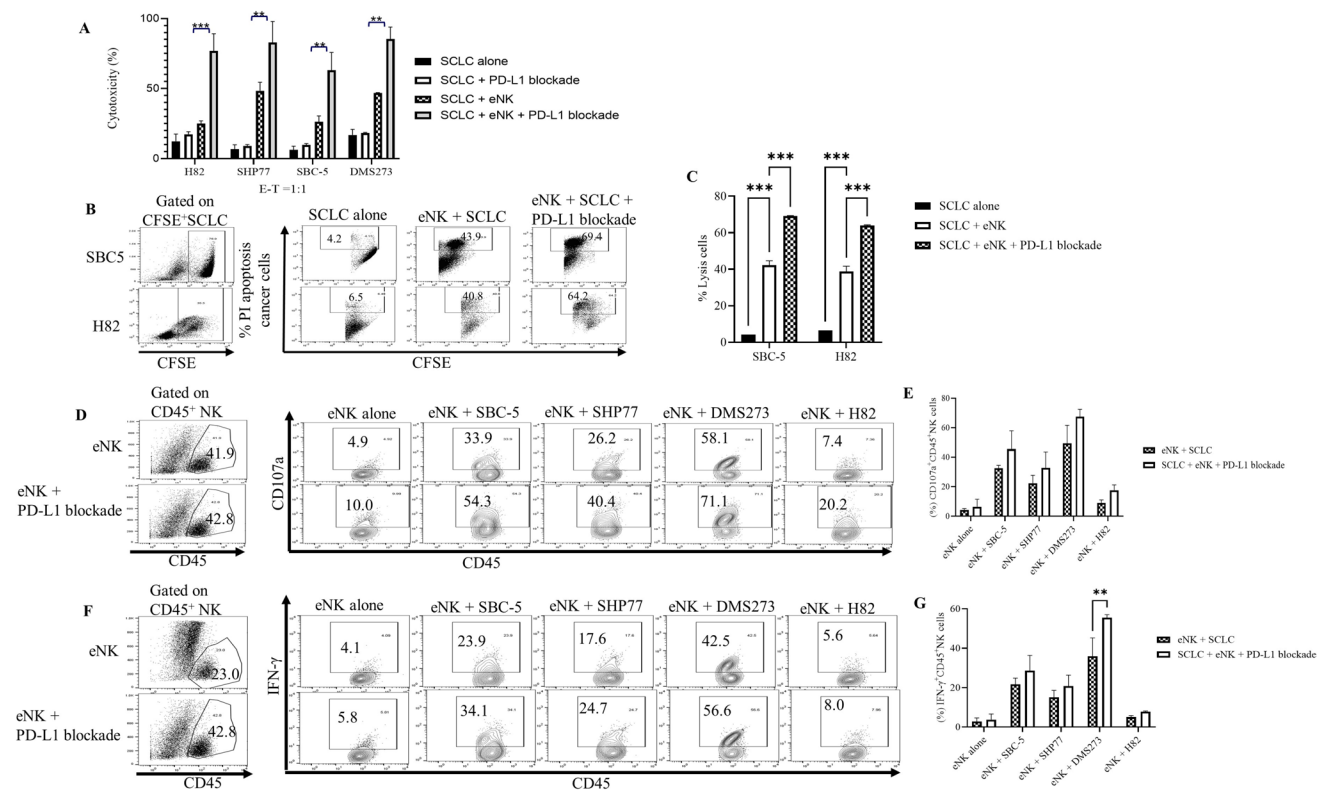 A
Cytotoxicity (%)
100
50
0
***
**
**
**
H82
SHP77
SBC-5
DMS273
E-T =1:1
SCLC alone
SCLC + PD-L1 blockade
SCLC + eNK
SCLC + eNK + PD-L1 blockade
B
Gated on
CFSE+SCLC
SBC5
H82
CFSE
% PI apoptosis
cancer cells
SCLC alone
eNK + SCLC
eNK + SCLC +
PD-L1 blockade
4.2
43.9
69.4
6.5
40.8
64.2
CFSE
C
% Lysis cells
80
60
40
20
0
***
***
***
***
SBC-5
H82
SCLC alone
SCLC + eNK
SCLC + eNK + PD-L1 blockade
D
Gated on
CD45+ NK
eNK
41.9
eNK +
PD-L1 blockade
42.8
CD45
CD107a
eNK alone
eNK + SBC-5
eNK + SHP77
eNK + DMS273
eNK + H82
4.9
33.9
26.2
58.1
7.4
10.0
54.3
40.4
71.1
20.2
CD45
E
(%) CD107a+CD45+NK cells
80
60
40
20
0
eNK alone
eNK + SBC-5
eNK + SHP77
eNK + DMS273
eNK + H82
eNK + SCLC
SCLC + eNK + PD-L1 blockade
F
Gated on
CD45+ NK
eNK
23.0
eNK +
PD-L1 blockade
42.8
CD45
IFN-γ
eNK alone
eNK + SBC-5
eNK + SHP77
eNK + DMS273
eNK + H82
4.1
23.9
17.6
42.5
5.6
5.8
34.1
24.7
56.6
8.0
CD45
G
(%) IFN-γ+CD45+NK cells
60
40
20
0
**
eNK alone
eNK + SBC-5
eNK + SHP77
eNK + DMS273
eNK + H82
eNK + SCLC
SCLC + eNK + PD-L1 blockade